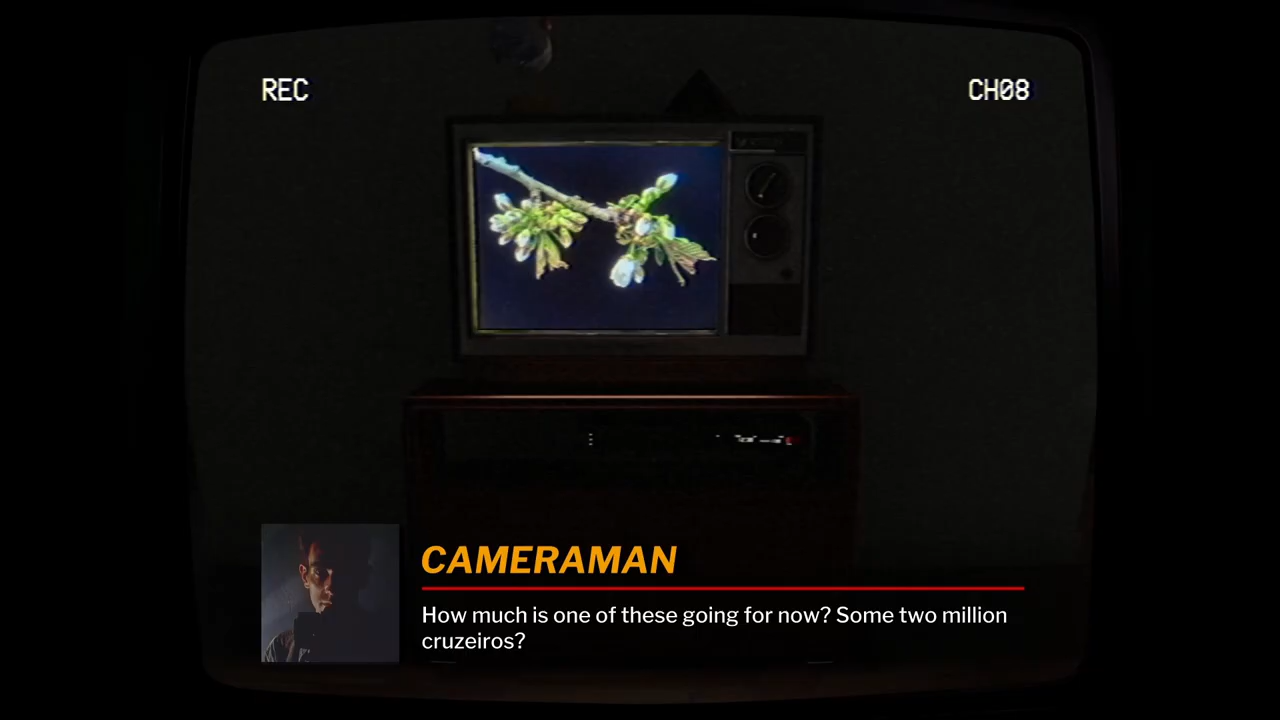 REC
CH08
CAMERAMAN
How much is one of these going for now? Some two million
cruzeiros?